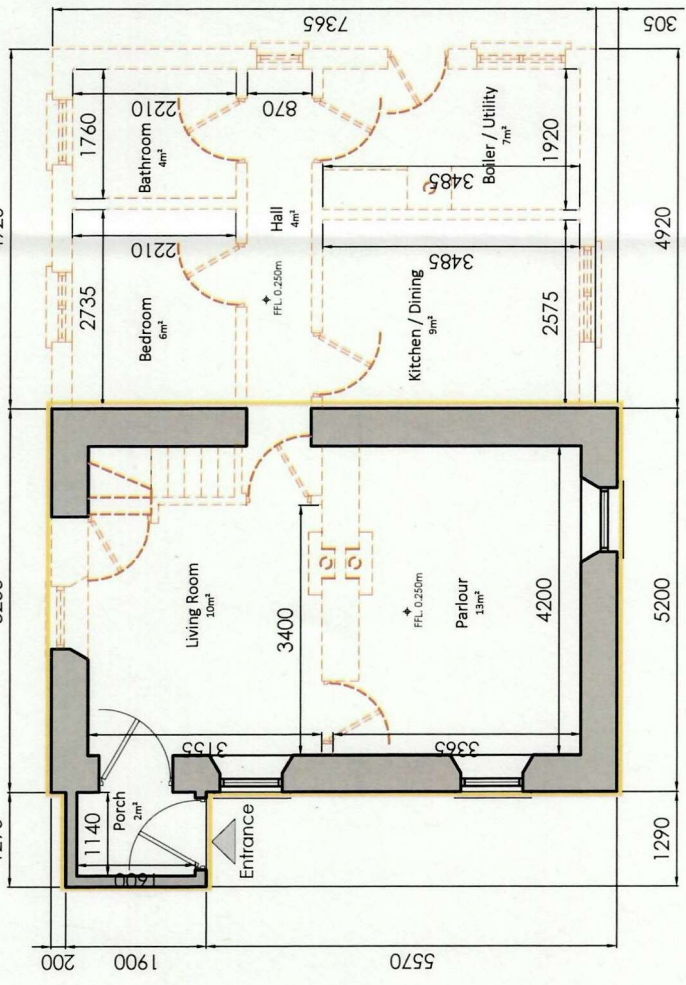 7365
305
1760
2210
Bathroom
4m²
870
1920
3485
Boiler / Utility
7m²
4920
2735
2210
Bedroom
6m²
Hall
4m²
FFL. 0.250m
3485
Kitchen / Dining
9m²
2575
Living Room
10m²
3400
3155
FFL. 0.250m
Parlour
13m²
4200
3365
5200
Porch
2m²
1140
1600
Entrance
1290
200
1900
5570